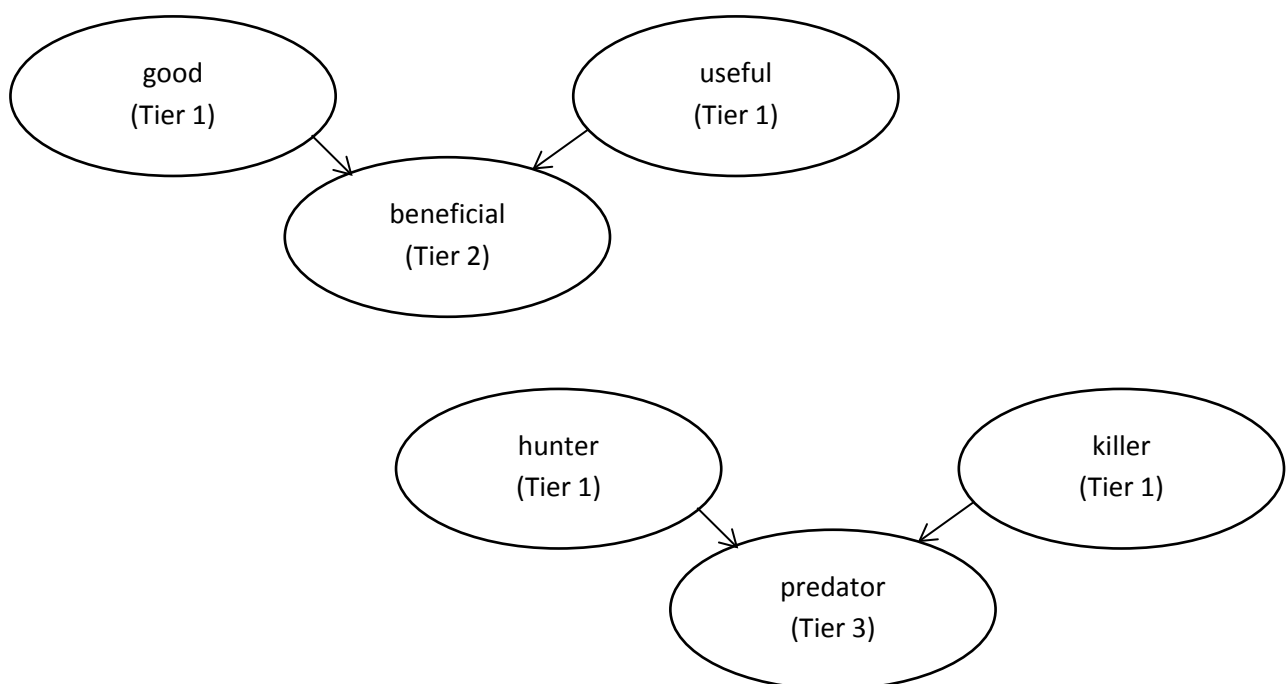 good
(Tier 1)
useful
(Tier 1)
beneficial
(Tier 2)
hunter
(Tier 1)
killer
(Tier 1)
predator
(Tier 3)